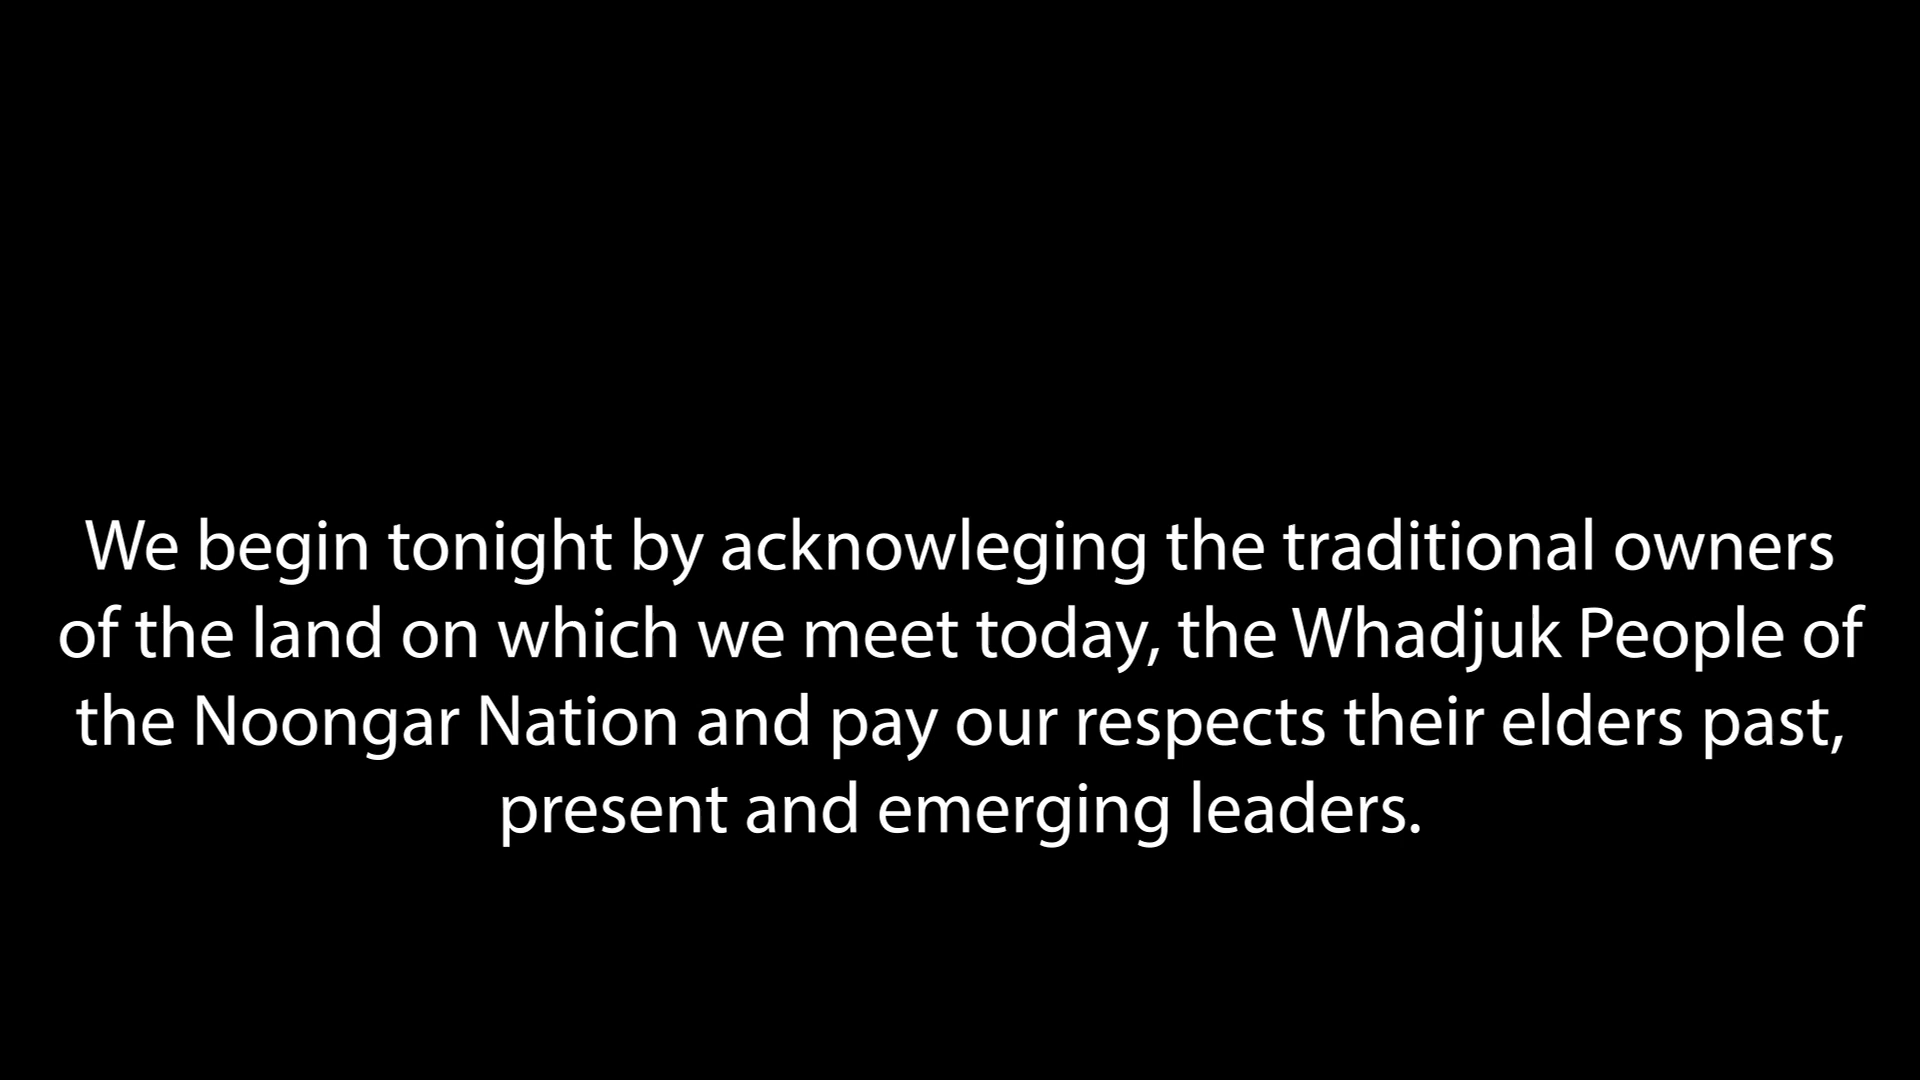 We begin tonight by acknowleging the traditional owners
of the land on which we meet today, the Whadjuk People of
the Noongar Nation and pay our respects their elders past,
present and emerging leaders.